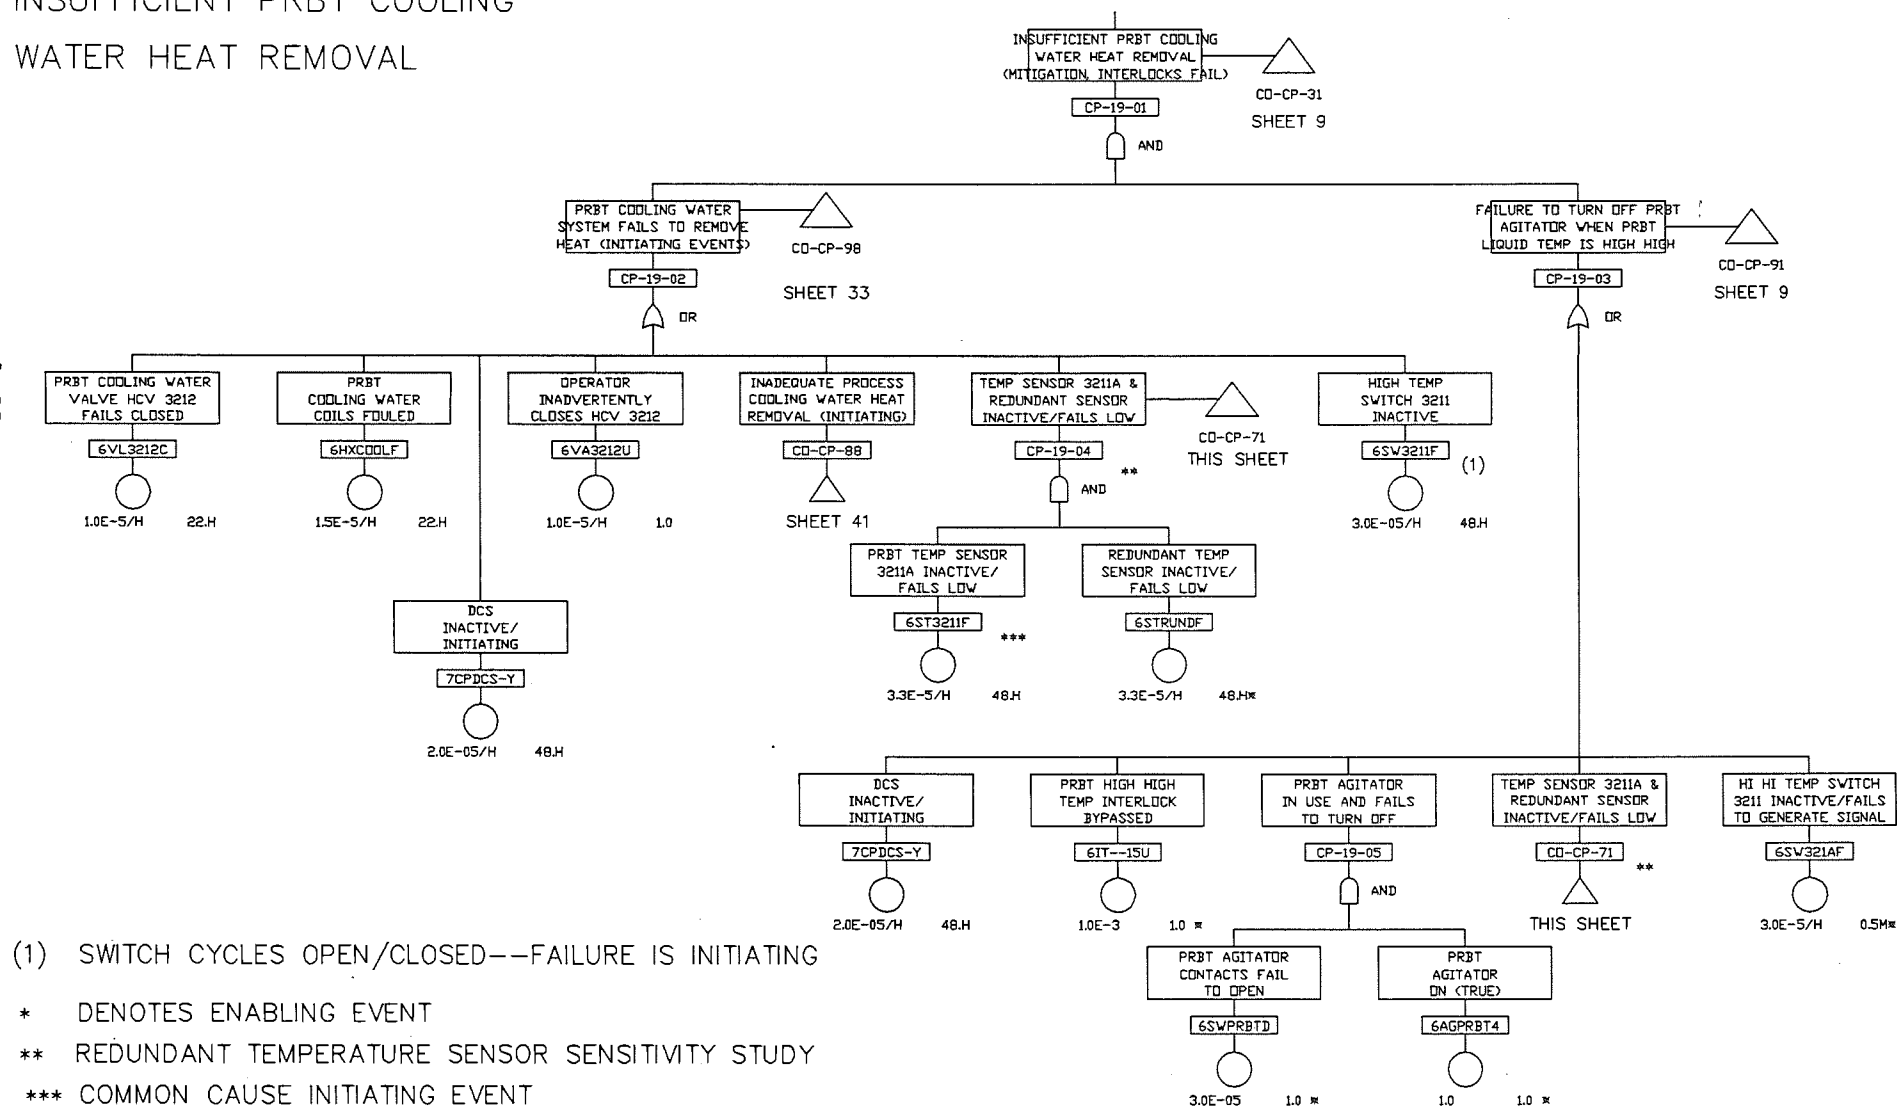 INSUFFICIENT PRBT COOLING
WATER HEAT REMOVAL
INSUFFICIENT PRBT COOLING
WATER HEAT REMOVAL
(MITIGATION, INTERLOCKS FAIL)
CO-CP-31
SHEET 9
CP-19-01
AND
PRBT COOLING WATER
SYSTEM FAILS TO REMOVE
HEAT (INITIATING EVENTS)
CO-CP-98
SHEET 33
CP-19-02
OR
FAILURE TO TURN OFF PRBT
AGITATOR WHEN PRBT
LIQUID TEMP IS HIGH HIGH
CO-CP-91
SHEET 9
CP-19-03
OR
PRBT COOLING WATER
VALVE HCV 3212
FAILS CLOSED
6VL3212C
1.0E-5/H 22.H
PRBT
COOLING WATER
COILS FOULED
6HXCOOLF
1.5E-5/H 22.H
OPERATOR
INADVERTENTLY
CLOSES HCV 3212
6VA3212U
1.0E-5/H 1.0
INADEQUATE PROCESS
COOLING WATER HEAT
REMOVAL (INITIATING)
CO-CP-88
SHEET 41
TEMP SENSOR 3211A &
REDUNDANT SENSOR
INACTIVE/FAILS LOW
CO-CP-71
THIS SHEET
CP-19-04
**
AND
HIGH TEMP
SWITCH 3211
INACTIVE
6SW3211F
(1)
3.0E-05/H 48.H
PRBT TEMP SENSOR
3211A INACTIVE/
FAILS LOW
6ST3211F
***
3.3E-5/H 48.H
REDUNDANT TEMP
SENSOR INACTIVE/
FAILS LOW
6STRUNDF
3.3E-5/H 48.H*
DCS
INACTIVE/
INITIATING
7CPDCS-Y
2.0E-05/H 48.H
DCS
INACTIVE/
INITIATING
7CPDCS-Y
2.0E-05/H 48.H
PRBT HIGH HIGH
TEMP INTERLOCK
BYPASSED
6IT--15U
1.0E-3 1.0 *
PRBT AGITATOR
IN USE AND FAILS
TO TURN OFF
CP-19-05
AND
TEMP SENSOR 3211A &
REDUNDANT SENSOR
INACTIVE/FAILS LOW
CO-CP-71
**
THIS SHEET
HI HI TEMP SWITCH
3211 INACTIVE/FAILS
TO GENERATE SIGNAL
6SW321AF
3.0E-5/H 0.5M*
PRBT AGITATOR
CONTACTS FAIL
TO OPEN
6SWPRBTD
3.0E-05 1.0 *
PRBT
AGITATOR
ON (TRUE)
6AGPRBT4
1.0 1.0 *
(1) SWITCH CYCLES OPEN/CLOSED--FAILURE IS INITIATING
* DENOTES ENABLING EVENT
** REDUNDANT TEMPERATURE SENSOR SENSITIVITY STUDY
*** COMMON CAUSE INITIATING EVENT